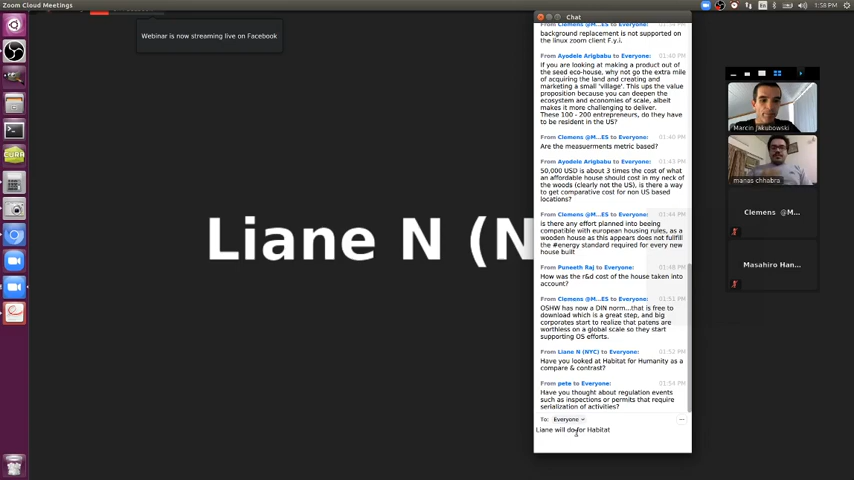 Zoom Cloud Meetings
En
1:58 PM
Webinar is now streaming live on Facebook
Chat
From Clemens @M...ES to Everyone:
background replacement is not supported on
the linux zoom client F.y.i.
From Ayodele Arigbabu to Everyone: 01:40 PM
If you are looking at making a product out of
the seed eco-house, why not go the extra mile
of acquiring the land and creating and
marketing a small 'village'. This ups the value
proposition because you can deepen the
ecosystem and economies of scale, albeit
makes it more challenging to deliver.
These 100 - 200 entrepreneurs, do they have
to be resident in the US?
From Clemens @M...ES to Everyone: 01:40 PM
Are the measuerments metric based?
From Ayodele Arigbabu to Everyone: 01:43 PM
50,000 USD is about 3 times the cost of what
an affordable house should cost in my neck of
the woods (clearly not the US), is there a way
to get comparative cost for non US based
locations?
From Clemens @M...ES to Everyone: 01:44 PM
is there any effort planned into beeing
compatible with european housing rules, as a
wooden house as this appears does not fullfill
the #energy standard required for every new
house built
From Puneeth Raj to Everyone: 01:48 PM
How was the r&d cost of the house taken into
account?
From Clemens @M...ES to Everyone: 01:51 PM
OSHW has now a DIN norm...that is free to
download which is a great step, and big
corporates start to realize that patens are
worthless on a global scale so they start
supporting OS efforts.
From Liane N (NYC) to Everyone: 01:52 PM
Have you looked at Habitat for Humanity as a
compare & contrast?
From pete to Everyone: 01:54 PM
Have you thought about regulation events
such as inspections or permits that require
serialization of activities?
To: Everyone
Liane will do for Habitat
Liane N (N
Marcin Jakubowski
manas chhabra
Clemens @M...
Masahiro Han...
CURA